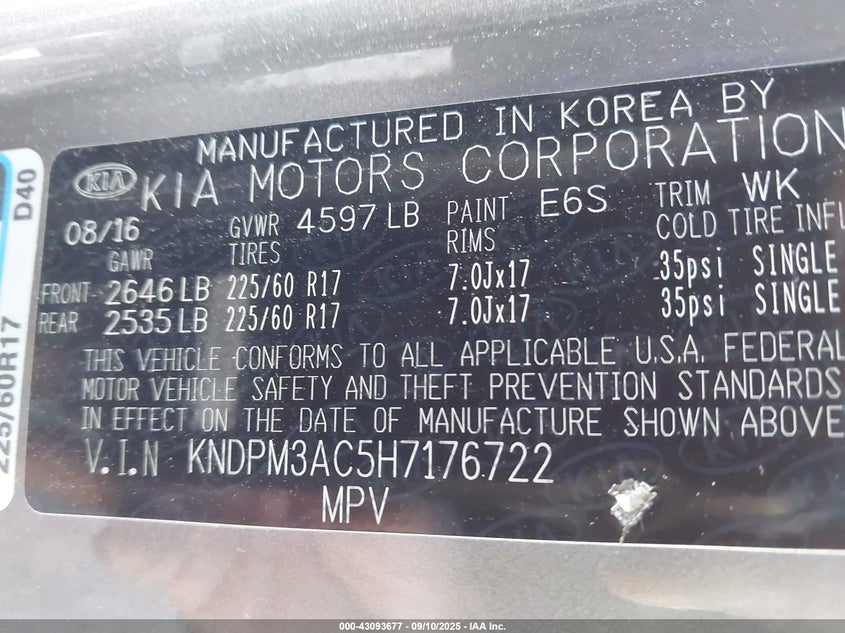 MANUFACTURED IN KOREA BY
KIA KIA MOTORS CORPORATION
08/16 GVWR 4597 LB PAINT E6S TRIM WK
GAWR TIRES RIMS COLD TIRE INFL
FRONT 2646 LB 225/60 R17 7.0Jx17 35psi SINGLE
REAR 2535 LB 225/60 R17 7.0Jx17 35psi SINGLE
THIS VEHICLE CONFORMS TO ALL APPLICABLE U.S.A. FEDERAL
MOTOR VEHICLE SAFETY AND THEFT PREVENTION STANDARDS
IN EFFECT ON THE DATE OF MANUFACTURE SHOWN ABOVE
V.I.N KNDPM3AC5H7176722
MPV
D40
225/60R17
000-43093677 - 09/10/2025 - IAA Inc.